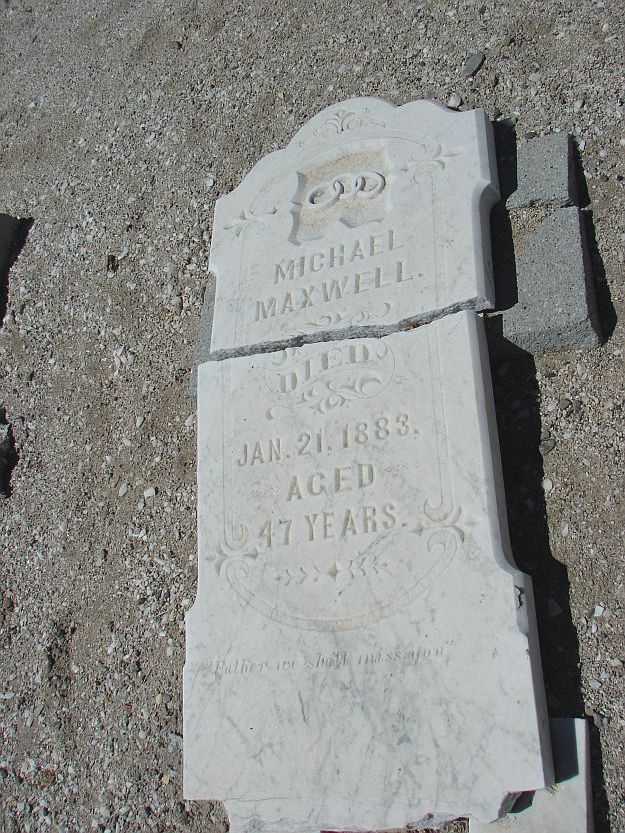 MICHAEL
MAXWELL.
DIED
JAN. 21, 1883.
AGED
47 YEARS.
"Father we shall miss you."